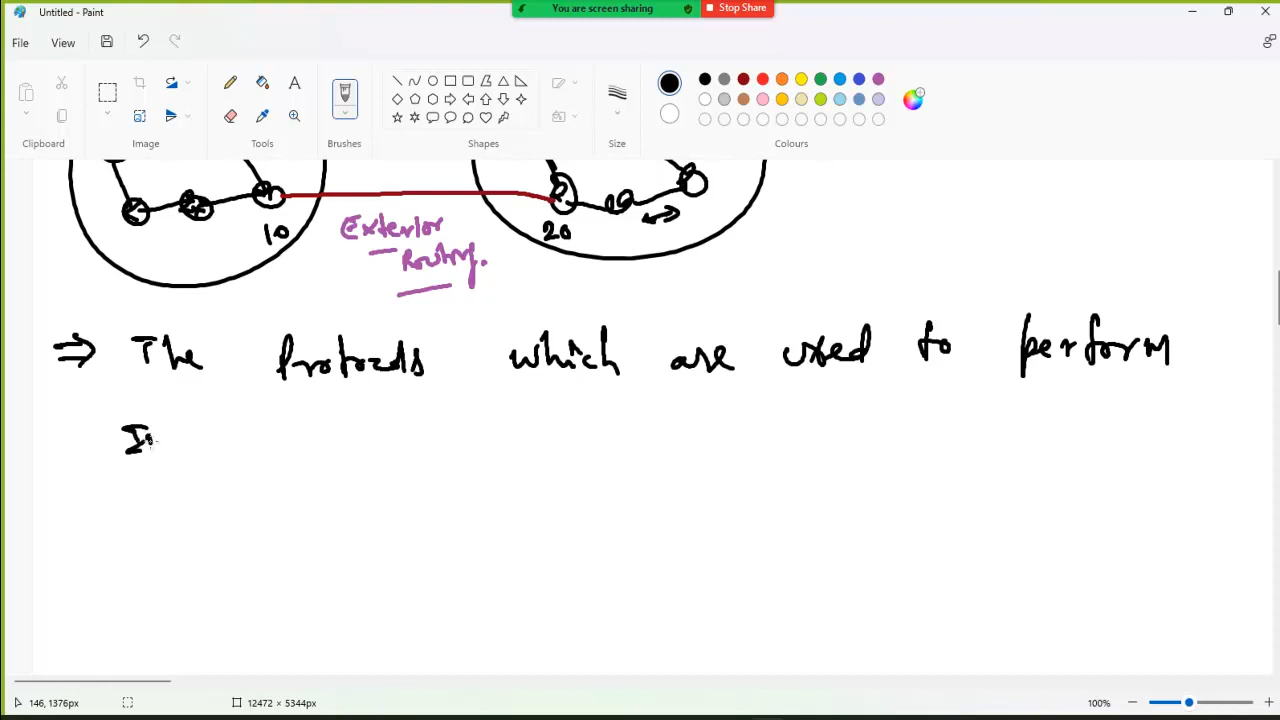 You are screen sharing
Stop Share
Untitled - Paint
File View
Clipboard Image Tools Brushes Shapes Size Colours
Exterior
10 20
Routing.
⇒ The Protocols which are used to perform
146, 1376px 12472 × 5344px 100%